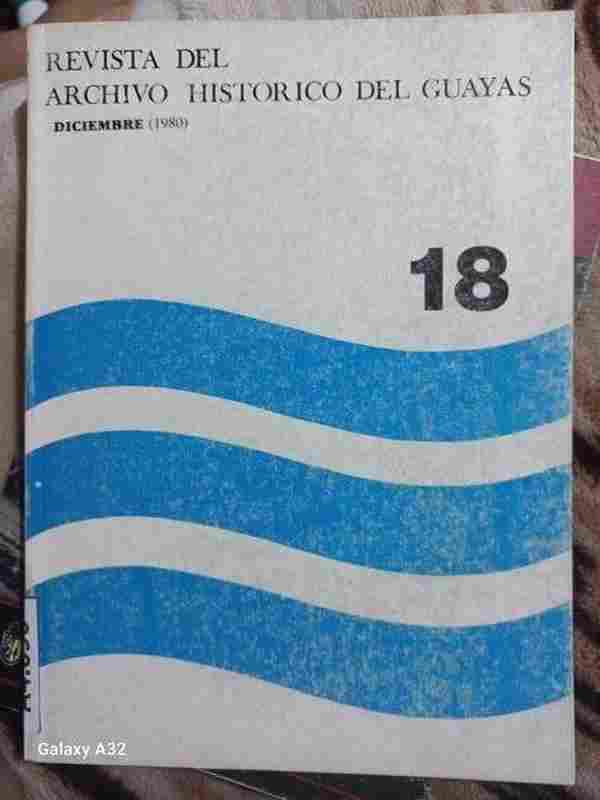 REVISTA DEL
ARCHIVO HISTORICO DEL GUAYAS
DICIEMBRE (1980)
18
Galaxy A32